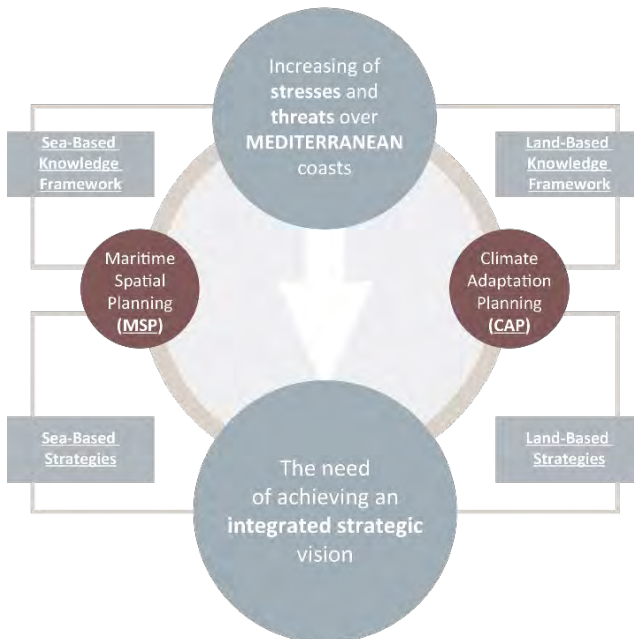 Increasing of
stresses and
threats over
MEDITERRANEAN
coasts
Sea-Based
Knowledge
Framework
Land-Based
Knowledge
Framework
Maritime
Spatial
Planning
(MSP)
Climate
Adaptation
Planning
(CAP)
Sea-Based
Strategies
Land-Based
Strategies
The need
of achieving an
integrated strategic
vision